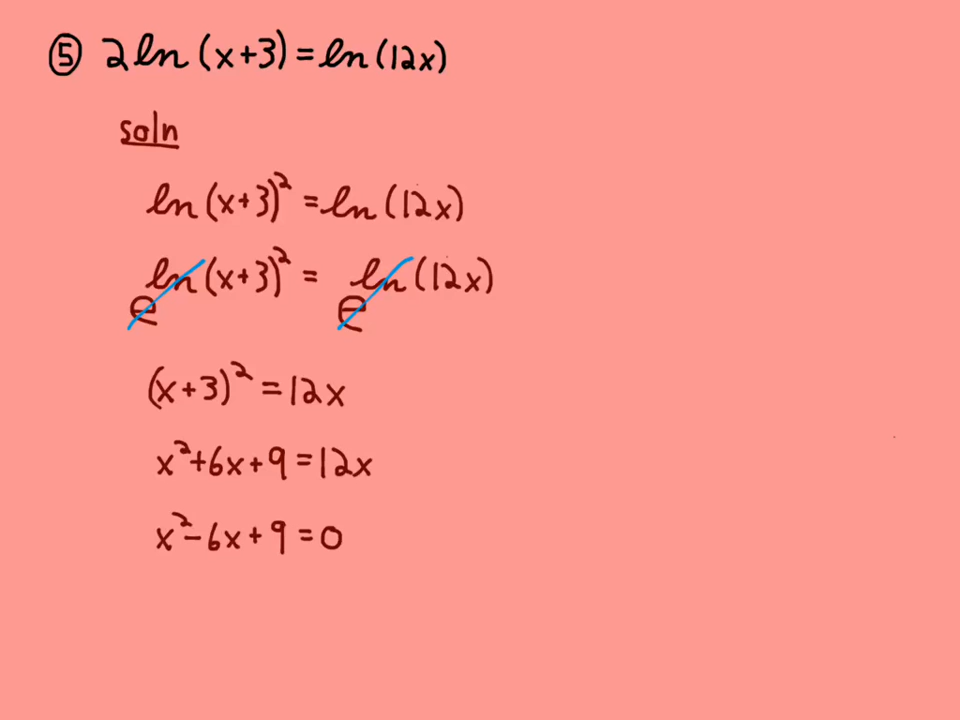 ⑤ 2ln(x+3)=ln(12x)
soln
ln(x+3)²=ln(12x)
e^ln(x+3)² = e^ln(12x)
(x+3)²=12x
x²+6x+9=12x
x²-6x+9=0